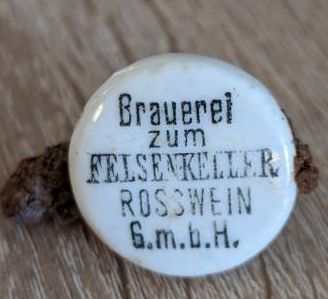 Brauerei
zum
FELSENKELLER
ROSSWEIN
G.m.b.H.